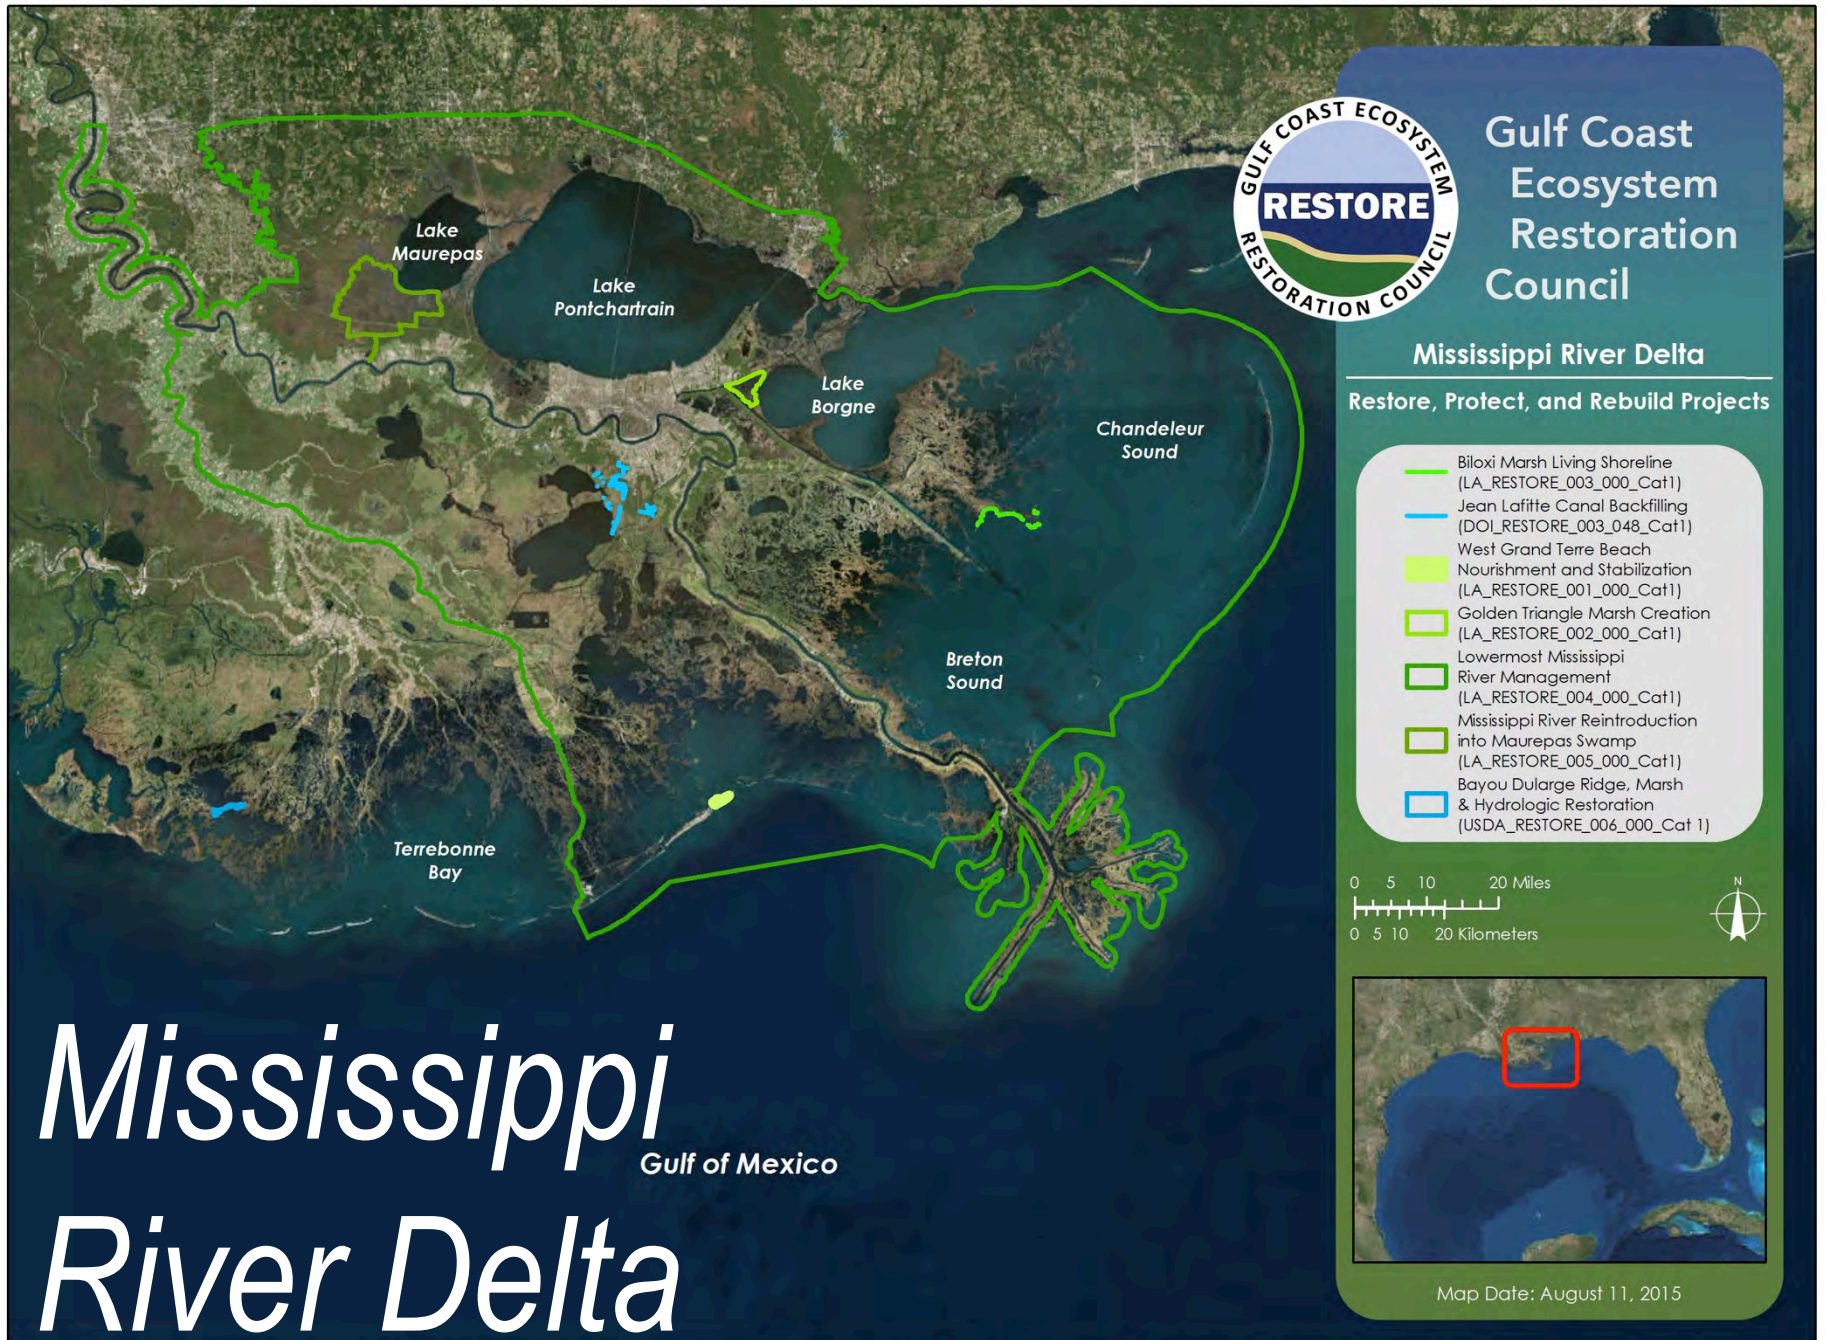 Lake
Maurepas
Lake
Pontchartrain
Lake
Borgne
Chandeleur
Sound
Breton
Sound
Terrebonne
Bay
Gulf of Mexico
Mississippi
River Delta
GULF COAST ECOSYSTEM
RESTORE
RESTORATION COUNCIL
Gulf Coast
Ecosystem
Restoration
Council
Mississippi River Delta
Restore, Protect, and Rebuild Projects
Biloxi Marsh Living Shoreline
(LA_RESTORE_003_000_Cat1)
Jean Lafitte Canal Backfilling
(DOI_RESTORE_003_048_Cat1)
West Grand Terre Beach
Nourishment and Stabilization
(LA_RESTORE_001_000_Cat1)
Golden Triangle Marsh Creation
(LA_RESTORE_002_000_Cat1)
Lowermost Mississippi
River Management
(LA_RESTORE_004_000_Cat1)
Mississippi River Reintroduction
into Maurepas Swamp
(LA_RESTORE_005_000_Cat1)
Bayou Dularge Ridge, Marsh
& Hydrologic Restoration
(USDA_RESTORE_006_000_Cat 1)
0 5 10 20 Miles
0 5 10 20 Kilometers
N
Map Date: August 11, 2015